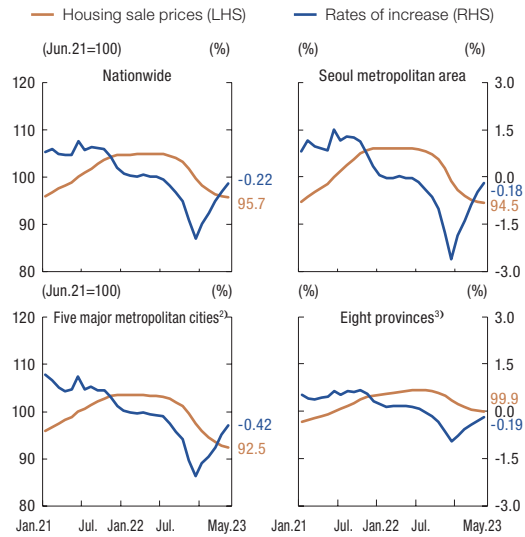 Housing sale prices (LHS) Rates of increase (RHS)
(Jun.21=100) (%) (%) (%)
Nationwide Seoul metropolitan area
120 3.0
110 1.5
100 0.0
-0.22 -0.18
95.7 94.5
90 -1.5
80 -3.0
(Jun.21=100) (%) (%) (%)
Five major metropolitan cities2) Eight provinces3)
120 3.0
110 1.5
99.9
100 0.0
-0.42 -0.19
92.5
90 -1.5
80 -3.0
Jan.21 Jul. Jan.22 Jul. May.23 Jan.21 Jul. Jan.22 Jul. May.23